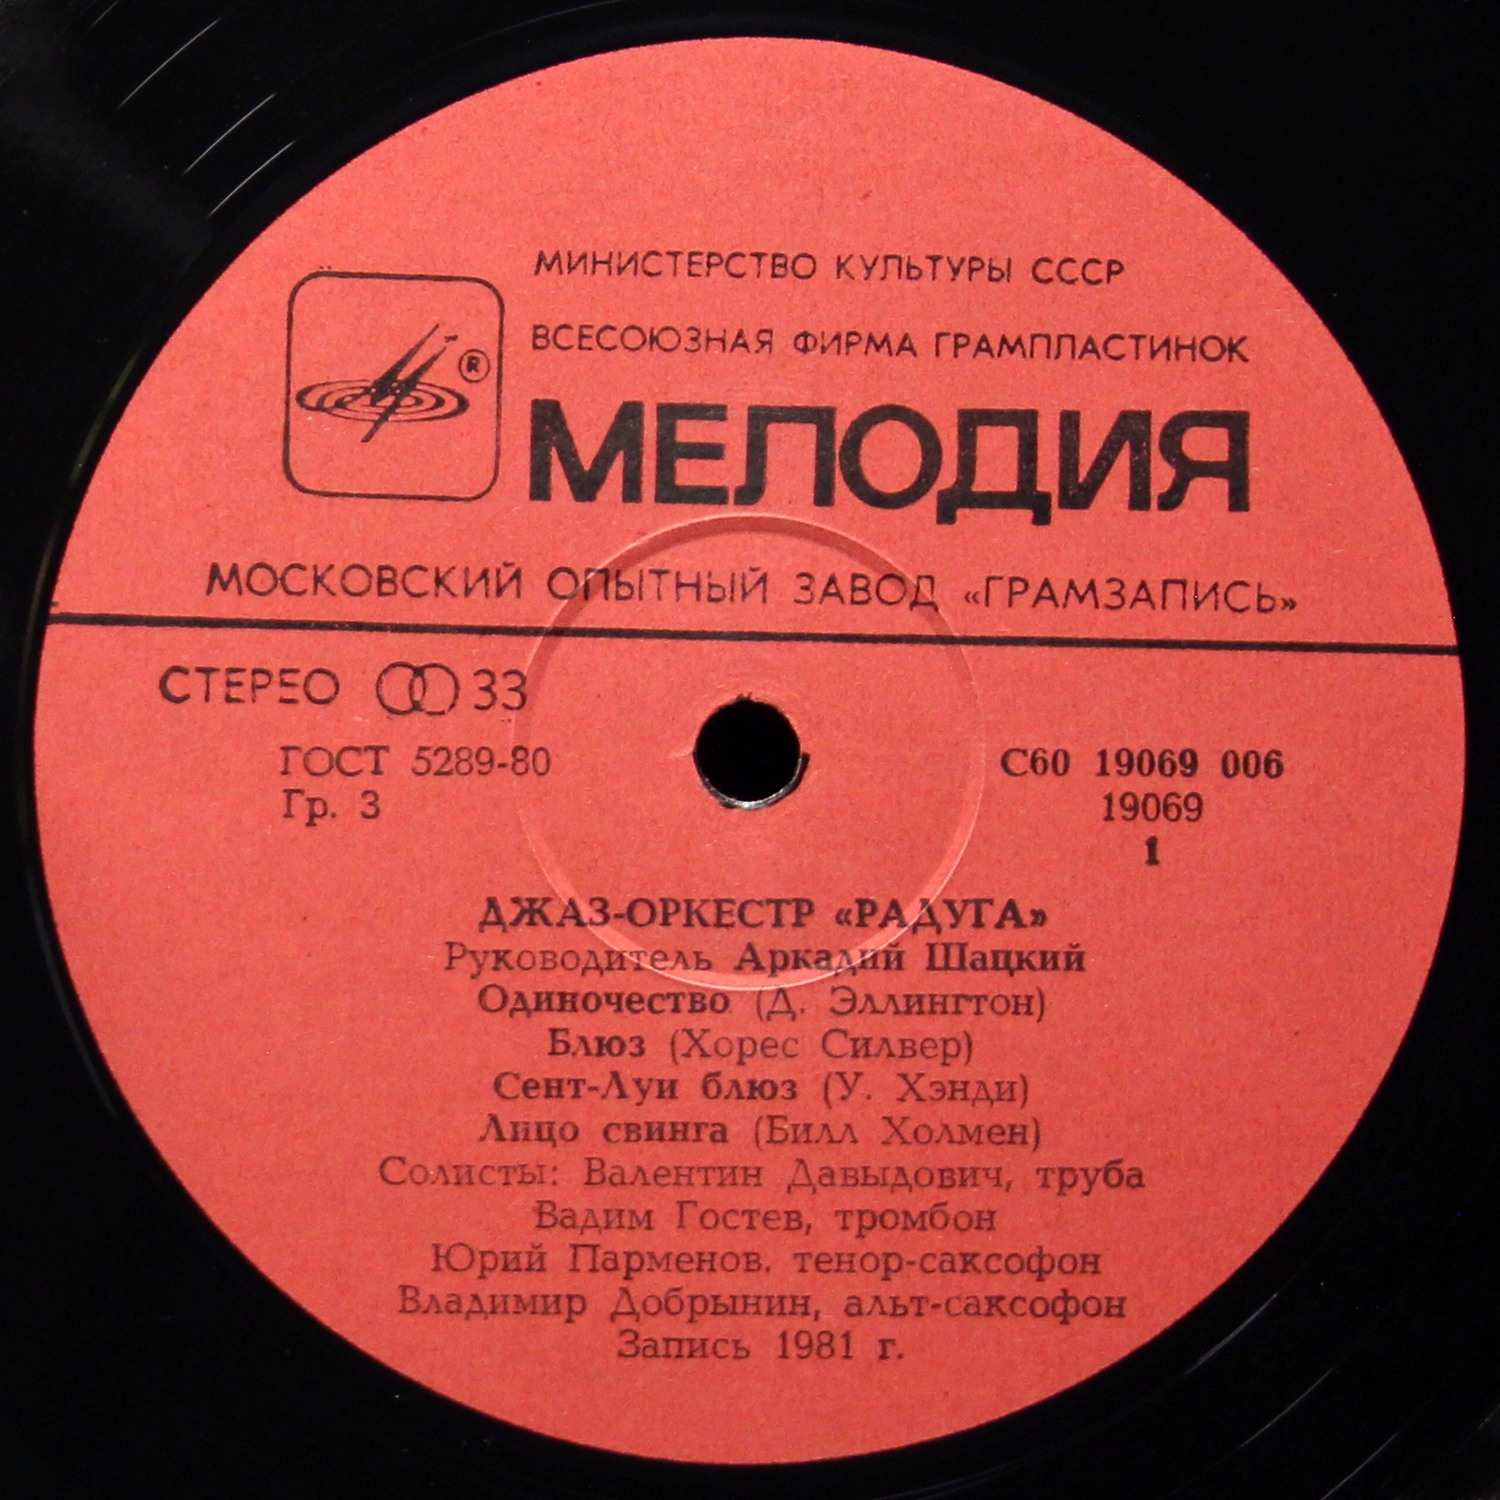 МИНИСТЕРСТВО КУЛЬТУРЫ СССР
ВСЕСОЮЗНАЯ ФИРМА ГРАМПЛАСТИНОК
®
МЕЛОДИЯ
МОСКОВСКИЙ ОПЫТНЫЙ ЗАВОД «ГРАМЗАПИСЬ»
СТЕРЕО 33
ГОСТ 5289-80
Гр. 3
С60 19069 006
19069
1
ДЖАЗ-ОРКЕСТР «РАДУГА»
Руководитель Аркадий Шацкий
Одиночество (Д. Эллингтон)
Блюз (Хорес Силвер)
Сент-Луи блюз (У. Хэнди)
Лицо свинга (Билл Холмен)
Солисты: Валентин Давыдович, труба
Вадим Гостев, тромбон
Юрий Парменов, тенор-саксофон
Владимир Добрынин, альт-саксофон
Запись 1981 г.